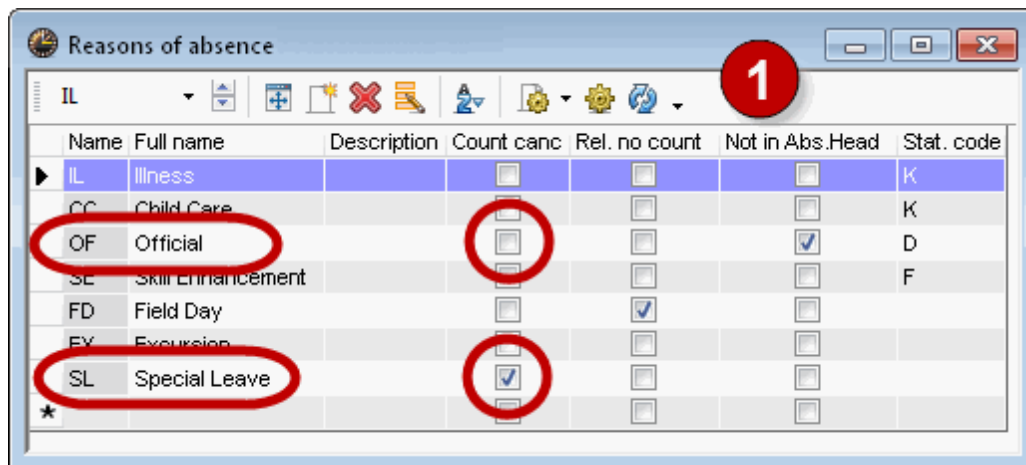 Reasons of absence
1
IL
Name Full name Description Count canc Rel. no count Not in Abs.Head Stat. code
IL Illness K
CC Child Care K
OF Official D
SE Skill Enhancement F
FD Field Day
EX Excursion
SL Special Leave